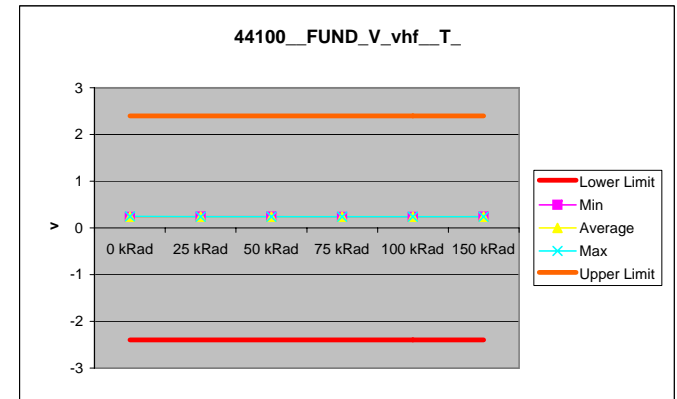 44100__FUND_V_vhf__T_
3
2
1
0
-1
-2
-3
v
0 kRad 25 kRad 50 kRad 75 kRad 100 kRad 150 kRad
Lower Limit
Min
Average
Max
Upper Limit